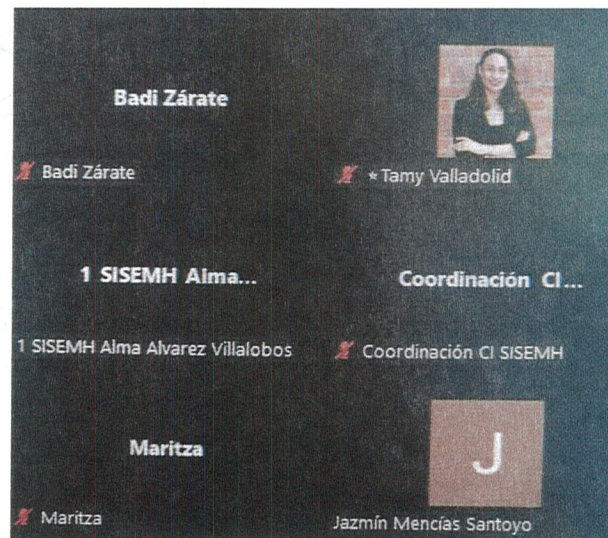 Badi Zárate
Badi Zárate
* Tamy Valladolid
1 SISEMH Alma...
Coordinación CI...
1 SISEMH Alma Alvarez Villalobos
Coordinación CI SISEMH
Maritza
J
Maritza
Jazmín Mencías Santoyo